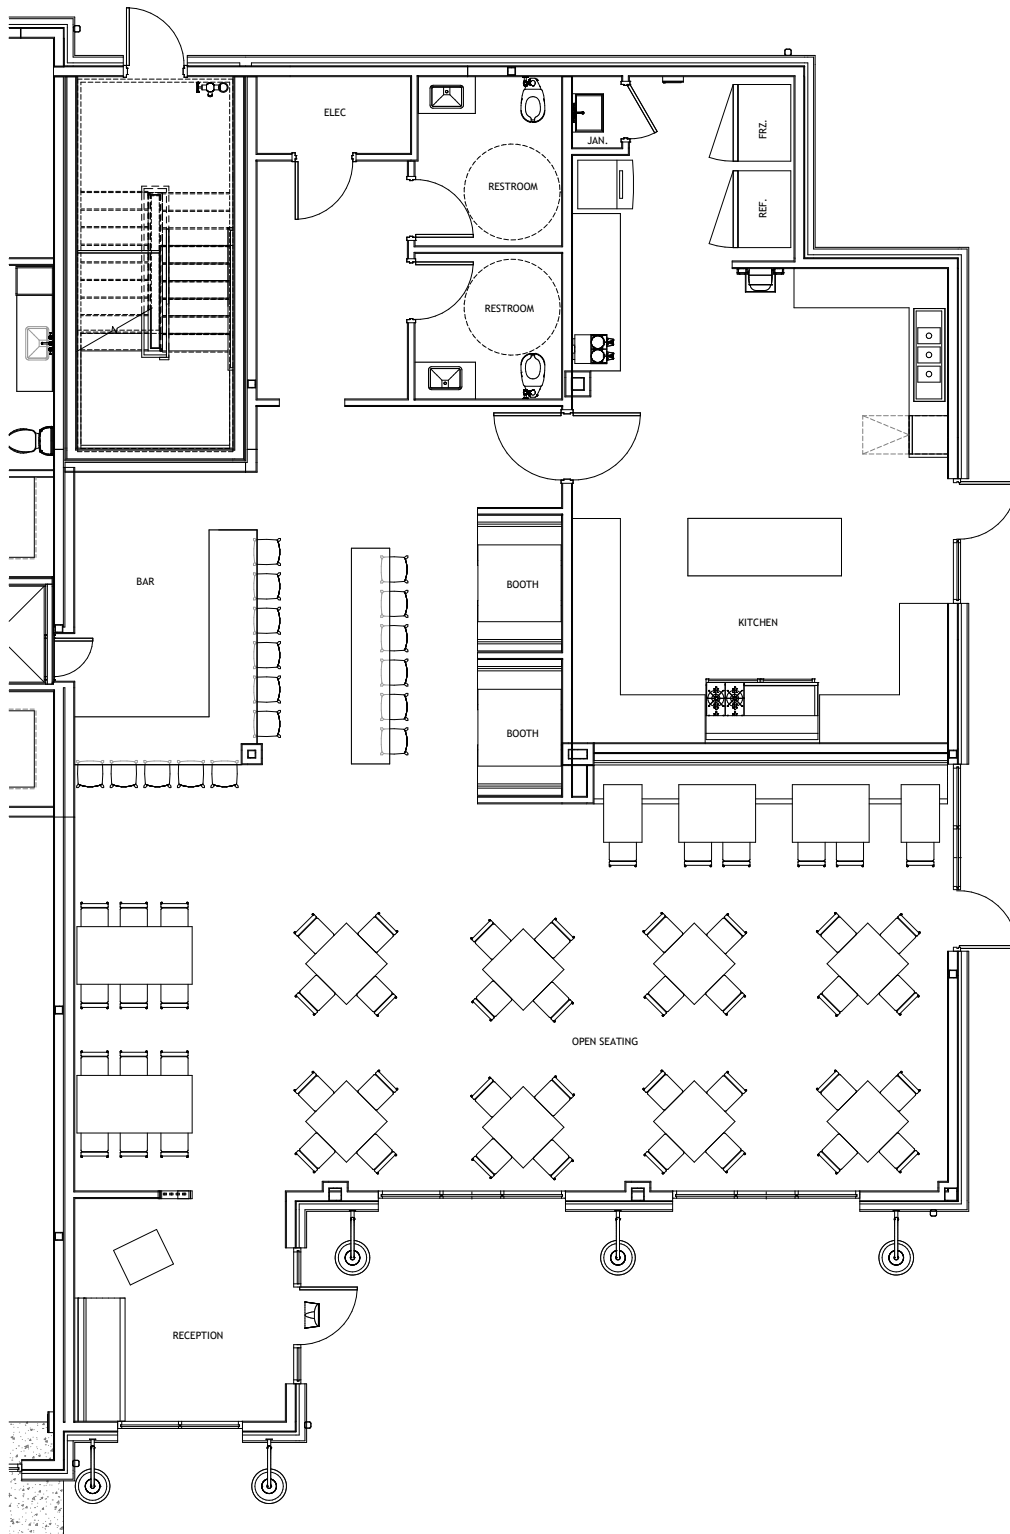 ELEC
JAN.
FRZ.
RESTROOM
REF.
RESTROOM
BAR
BOOTH
KITCHEN
BOOTH
OPEN SEATING
RECEPTION